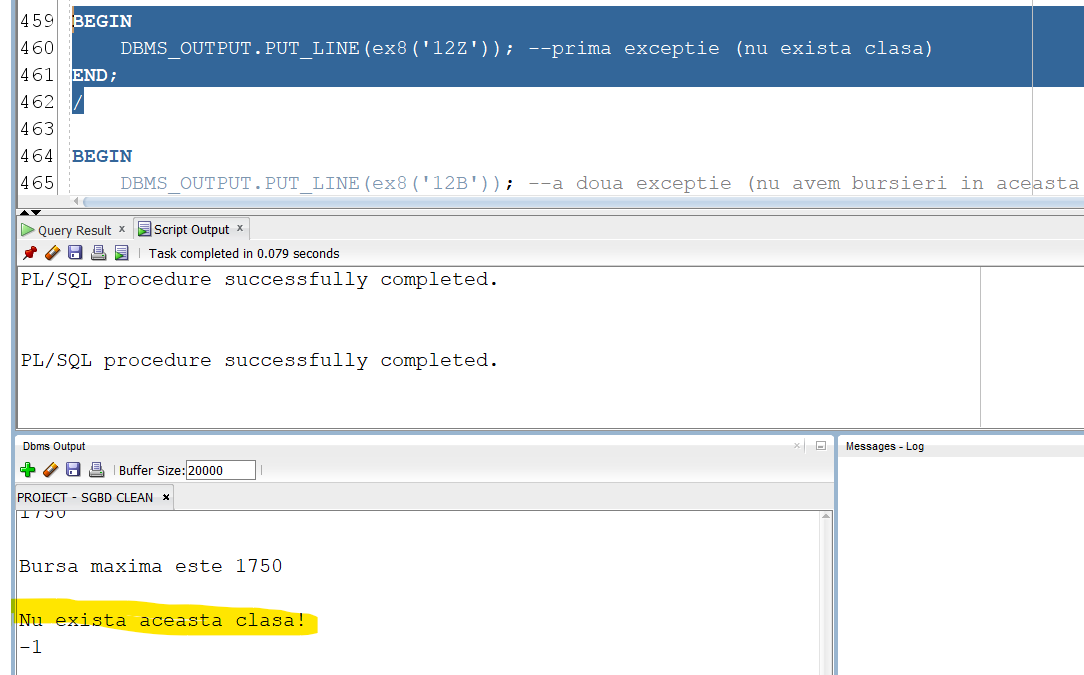 459 BEGIN
460 DBMS_OUTPUT.PUT_LINE(ex8('12Z')); --prima exceptie (nu exista clasa)
461 END;
462 /
463
464 BEGIN
465 DBMS_OUTPUT.PUT_LINE(ex8('12B')); --a doua exceptie (nu avem bursieri in aceasta
Query Result x Script Output x
Task completed in 0.079 seconds
PL/SQL procedure successfully completed.
PL/SQL procedure successfully completed.
Dbms Output
Messages - Log
Buffer Size: 20000
PROIECT - SGBD CLEAN x
1750
Bursa maxima este 1750
Nu exista aceasta clasa!
-1